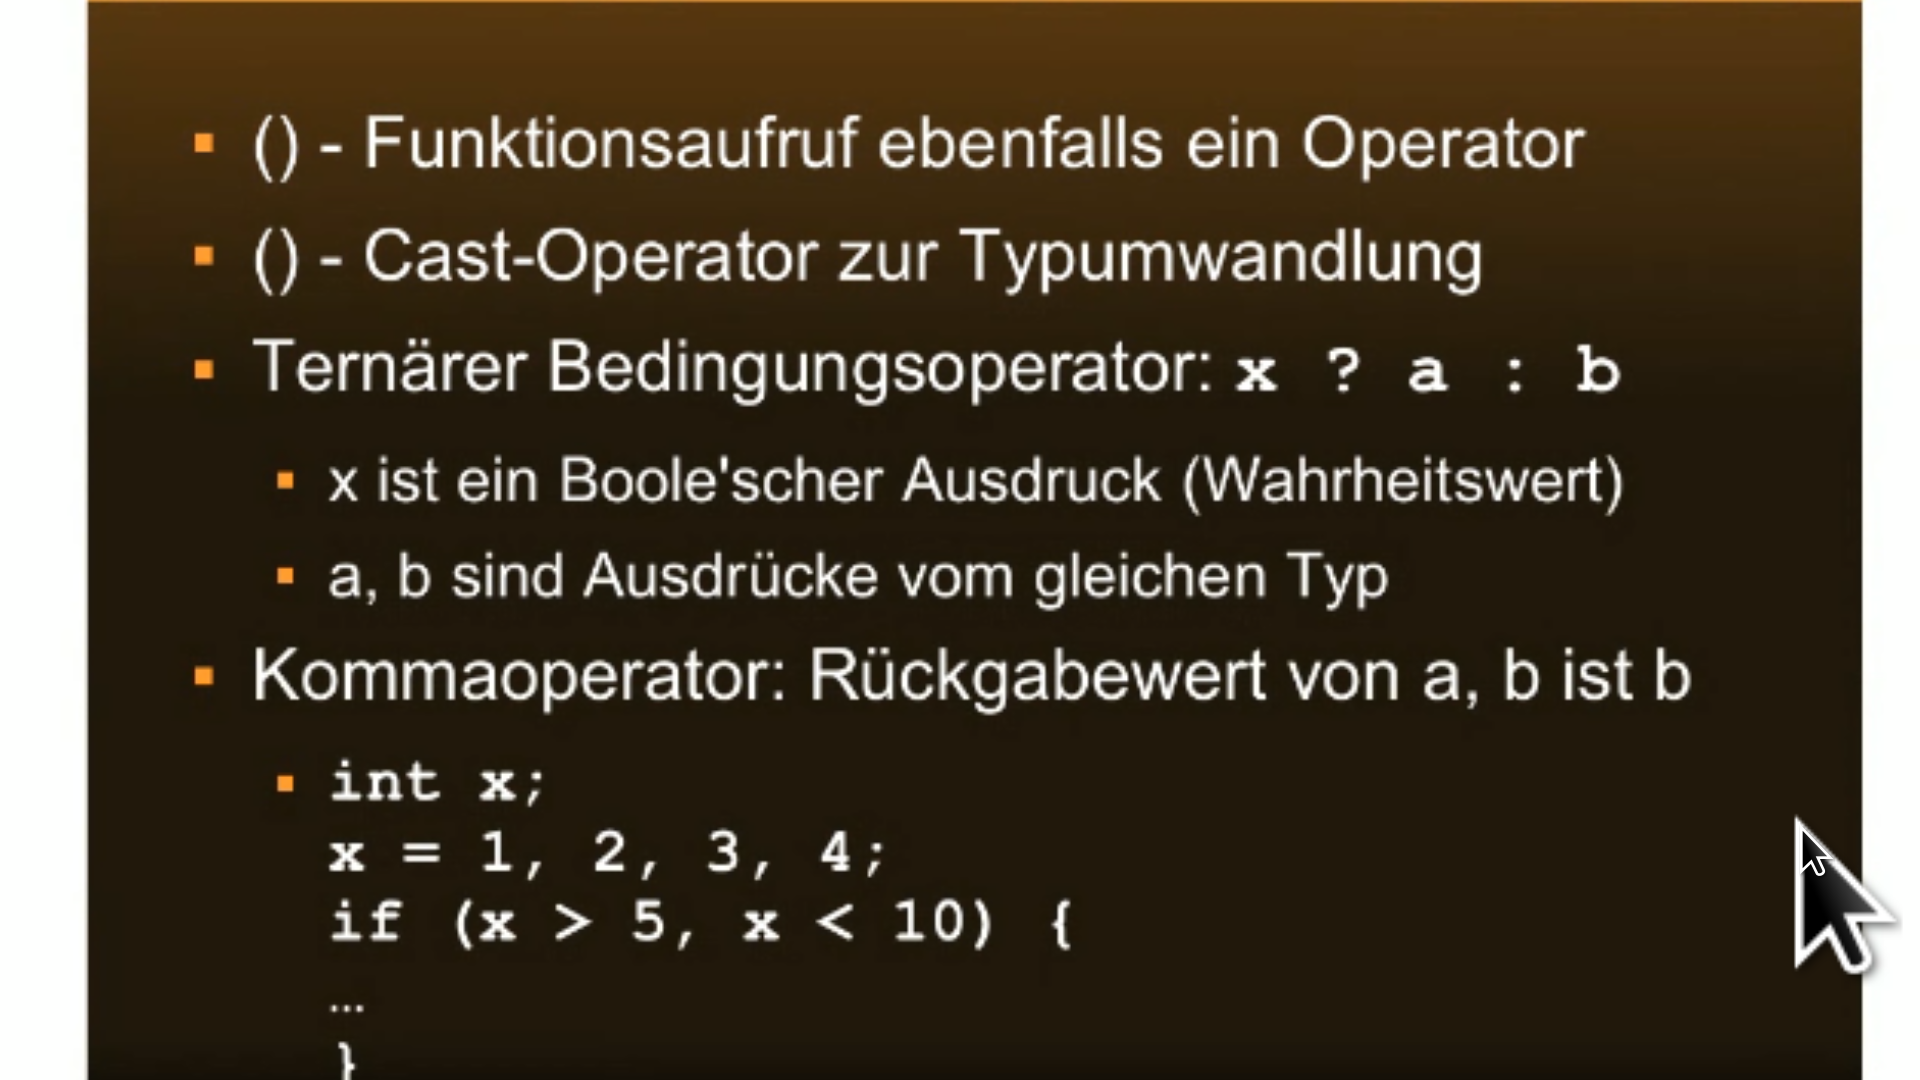 () - Funktionsaufruf ebenfalls ein Operator
() - Cast-Operator zur Typumwandlung
Ternärer Bedingungsoperator: x ? a : b
x ist ein Boole'scher Ausdruck (Wahrheitswert)
a, b sind Ausdrücke vom gleichen Typ
Kommaoperator: Rückgabewert von a, b ist b
int x;
x = 1, 2, 3, 4;
if (x > 5, x < 10) {
…
}